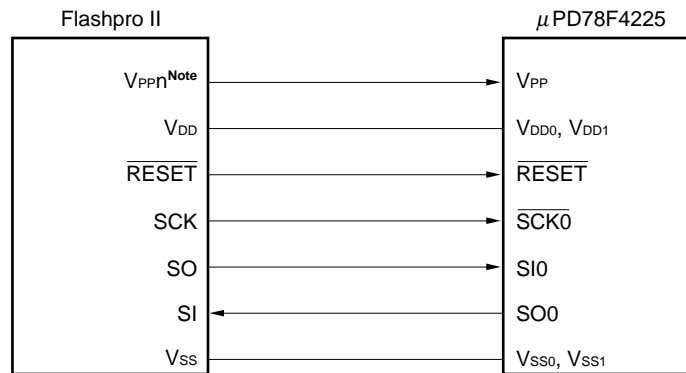 Flashpro II
μPD78F4225
VPPnNote
VPP
VDD
VDD0, VDD1
RESET
RESET
SCK
SCK0
SO
SI0
SI
SO0
VSS
VSS0, VSS1